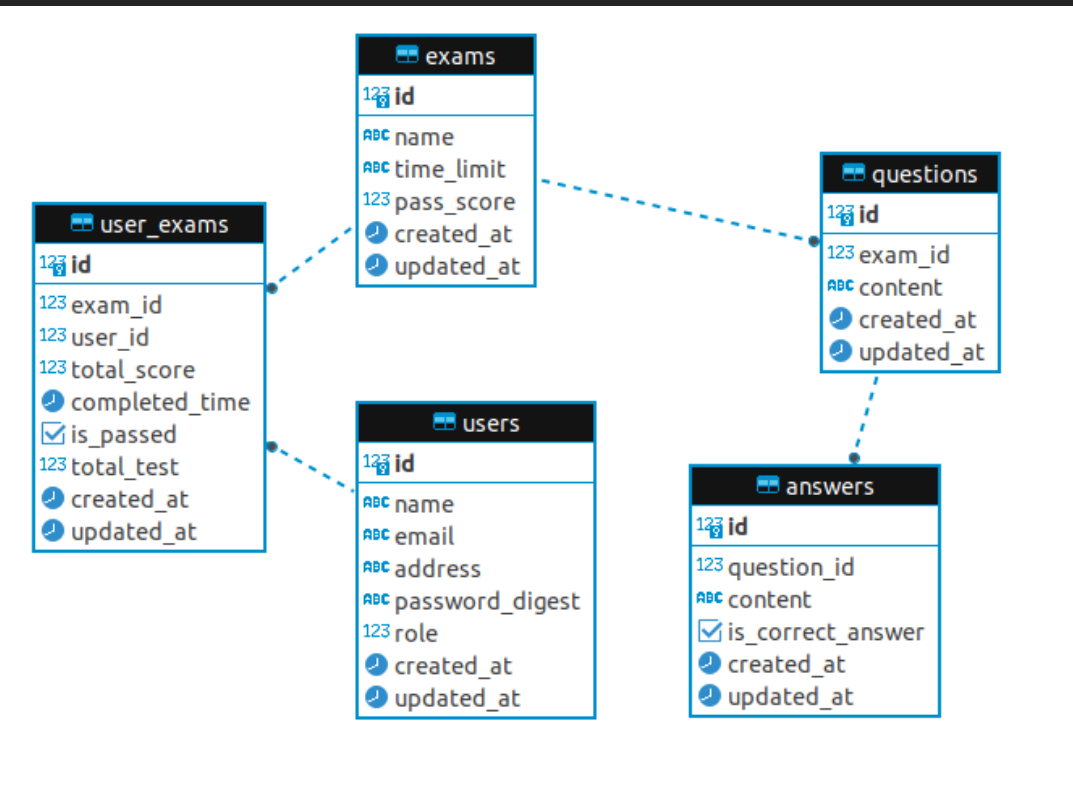 exams
123 id
ABC name
ABC time_limit
123 pass_score
created_at
updated_at
questions
123 id
123 exam_id
ABC content
created_at
updated_at
user_exams
123 id
123 exam_id
123 user_id
123 total_score
completed_time
is_passed
123 total_test
created_at
updated_at
users
123 id
ABC name
ABC email
ABC address
ABC password_digest
123 role
created_at
updated_at
answers
123 id
123 question_id
ABC content
is_correct_answer
created_at
updated_at